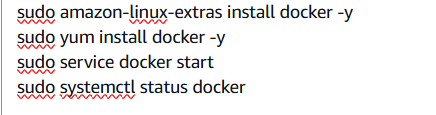 sudo amazon-linux-extras install docker -y
sudo yum install docker -y
sudo service docker start
sudo systemctl status docker